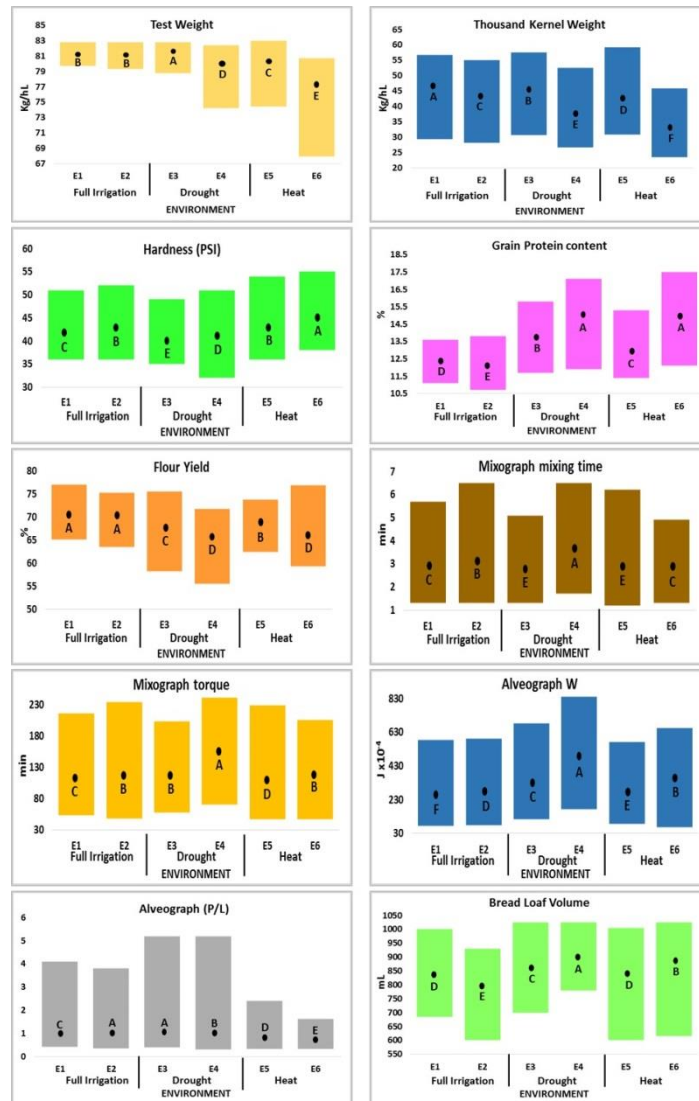 Test Weight
Kg/hL
85
83
81
79
77
75
73
71
69
67
B
B
A
D
C
E
E1 E2 E3 E4 E5 E6
Full Irrigation Drought Heat
ENVIRONMENT
Thousand Kernel Weight
Kg/hL
65
60
55
50
45
40
35
30
25
20
A
C
B
E
D
F
E1 E2 E3 E4 E5 E6
Full Irrigation Drought Heat
ENVIRONMENT
Hardness (PSI)
60
55
50
45
40
35
30
C
B
E
D
B
A
E1 E2 E3 E4 E5 E6
Full Irrigation Drought Heat
ENVIRONMENT
Grain Protein content
%
18.5
17.5
16.5
15.5
14.5
13.5
12.5
11.5
10.5
D
E
B
A
C
A
E1 E2 E3 E4 E5 E6
Full Irrigation Drought Heat
ENVIRONMENT
Flour Yield
%
80
75
70
65
60
55
50
A
A
C
D
B
D
E1 E2 E3 E4 E5 E6
Full Irrigation Drought Heat
ENVIRONMENT
Mixograph mixing time
min
7
6
5
4
3
2
1
C
B
E
A
E
C
E1 E2 E3 E4 E5 E6
Full Irrigation Drought Heat
ENVIRONMENT
Mixograph torque
min
230
180
130
80
30
C
B
B
A
D
B
E1 E2 E3 E4 E5 E6
Full Irrigation Drought Heat
ENVIRONMENT
Alveograph W
J x10⁻⁴
830
630
430
230
30
F
D
C
A
E
B
E1 E2 E3 E4 E5 E6
Full Irrigation Drought Heat
ENVIRONMENT
Alveograph (P/L)
6
5
4
3
2
1
0
C
A
A
B
D
E
E1 E2 E3 E4 E5 E6
Full Irrigation Drought Heat
ENVIRONMENT
Bread Loaf Volume
mL
1050
1000
950
900
850
800
750
700
650
600
550
D
E
C
A
D
B
E1 E2 E3 E4 E5 E6
Full Irrigation Drought Heat
ENVIRONMENT